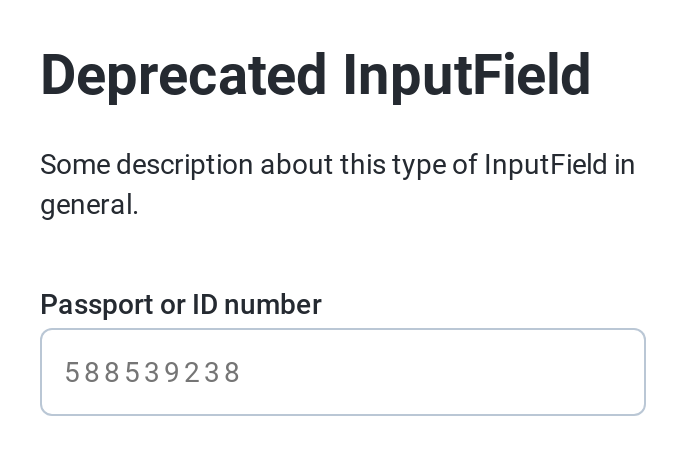 Deprecated InputField
Some description about this type of InputField in
general.
Passport or ID number
588539238